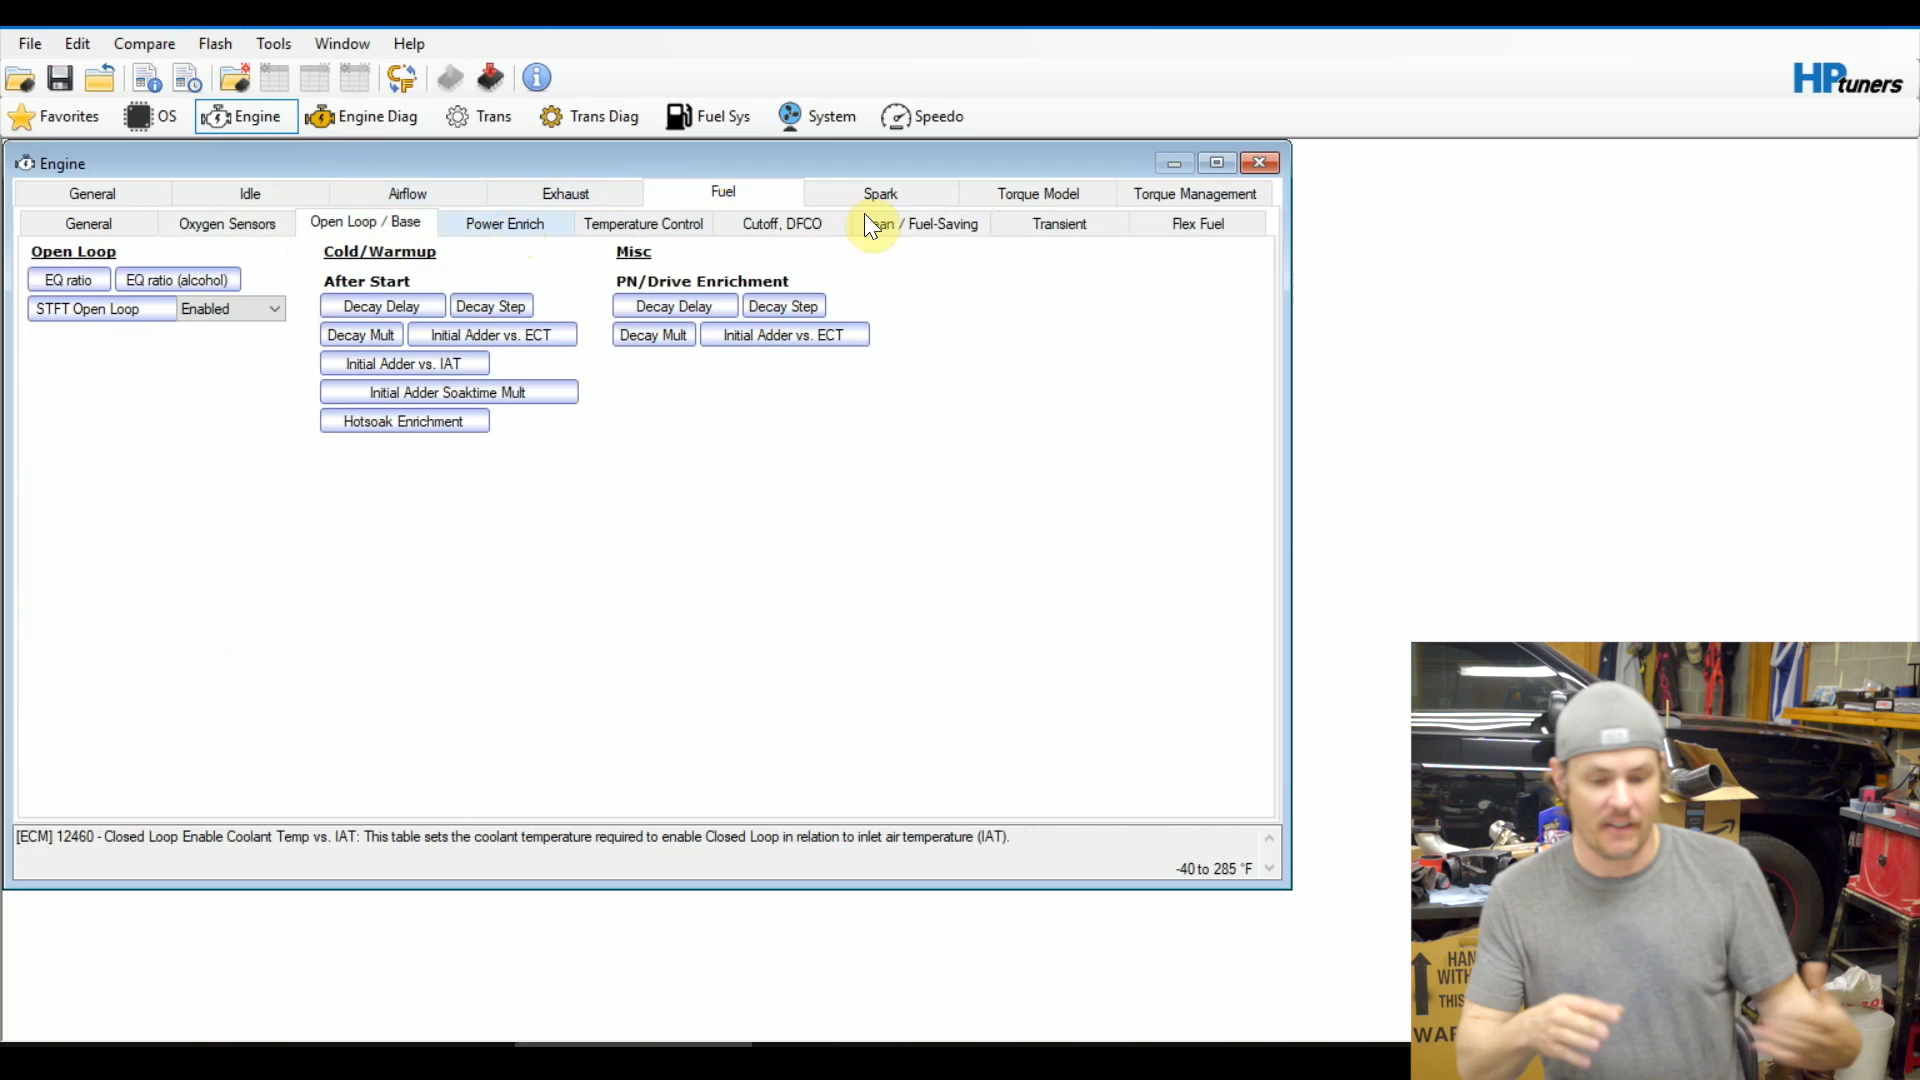 File Edit Compare Flash Tools Window Help
HPtuners
Favorites OS Engine Engine Diag Trans Trans Diag Fuel Sys System Speedo
Engine
General Idle Airflow Exhaust Fuel Spark Torque Model Torque Management
General Oxygen Sensors Open Loop / Base Power Enrich Temperature Control Cutoff, DFCO / Fuel-Saving Transient Flex Fuel
Open Loop Cold/Warmup Misc
EQ ratio EQ ratio (alcohol) After Start PN/Drive Enrichment
STFT Open Loop Enabled Decay Delay Decay Step Decay Delay Decay Step
Decay Mult Initial Adder vs. ECT Decay Mult Initial Adder vs. ECT
Initial Adder vs. IAT
Initial Adder Soaktime Mult
Hotsoak Enrichment
[ECM] 12460 - Closed Loop Enable Coolant Temp vs. IAT: This table sets the coolant temperature required to enable Closed Loop in relation to inlet air temperature (IAT).
-40 to 285 °F
HAN
WITH
THIS
WAR